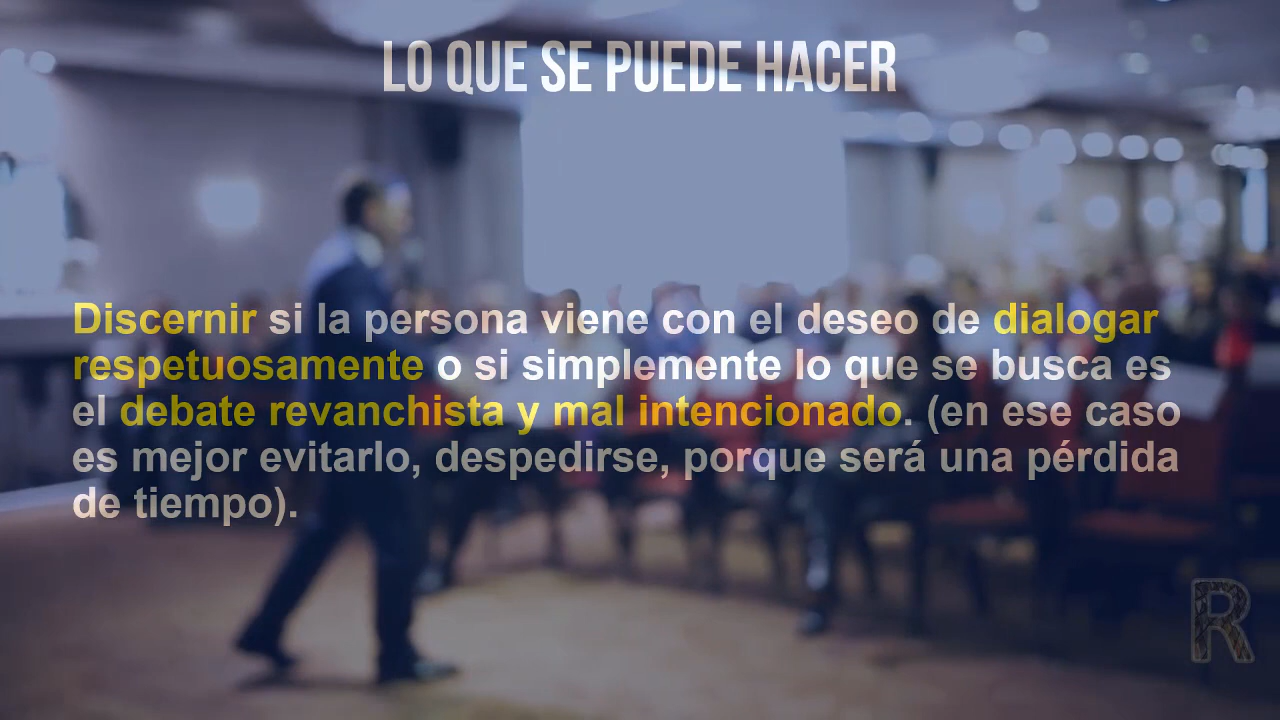 LO QUE SE PUEDE HACER
Discernir si la persona viene con el deseo de dialogar
respetuosamente o si simplemente lo que se busca es
el debate revanchista y mal intencionado. (en ese caso
es mejor evitarlo, despedirse, porque será una pérdida
de tiempo).
R